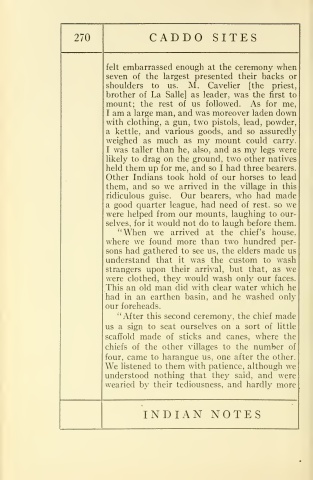 270
CADDO SITES
felt embarrassed enough at the ceremony when
seven of the largest presented their backs or
shoulders to us. M. Cavelier [the priest,
brother of La Salle] as leader, was the first to
mount; the rest of us followed. As for me,
I am a large man, and was moreover laden down
with clothing, a gun, two pistols, lead, powder,
a kettle, and various goods, and so assuredly
weighed as much as my mount could carry.
I was taller than he, also, and as my legs were
likely to drag on the ground, two other natives
held them up for me, and so I had three bearers.
Other Indians took hold of our horses to lead
them, and so we arrived in the village in this
ridiculous guise. Our bearers, who had made
a good quarter league, had need of rest. so we
were helped from our mounts, laughing to our-
selves, for it would not do to laugh before them.
"When we arrived at the chief's house,
where we found more than two hundred per-
sons had gathered to see us, the elders made us
understand that it was the custom to wash
strangers upon their arrival, but that, as we
were clothed, they would wash only our faces.
This an old man did with clear water which he
had in an earthen basin, and he washed only
our foreheads.
"After this second ceremony, the chief made
us a sign to seat ourselves on a sort of little
scaffold made of sticks and canes, where the
chiefs of the other villages to the number of
four, came to harangue us, one after the other.
We listened to them with patience, although we
understood nothing that they said, and were
wearied by their tediousness, and hardly more
INDIAN NOTES